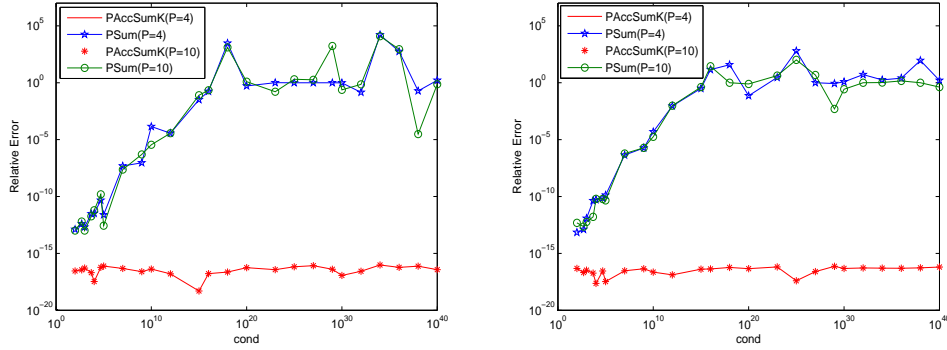 10^5
10^0
10^-5
10^-10
10^-15
10^-20
Relative Error
PAccSumK(P=4)
PSum(P=4)
PAccSumK(P=10)
PSum(P=10)
10^0 10^10 10^20 10^30 10^40
cond
10^5
10^0
10^-5
10^-10
10^-15
10^-20
Relative Error
PAccSumK(P=4)
PSum(P=4)
PAccSumK(P=10)
PSum(P=10)
10^0 10^10 10^20 10^30 10^40
cond